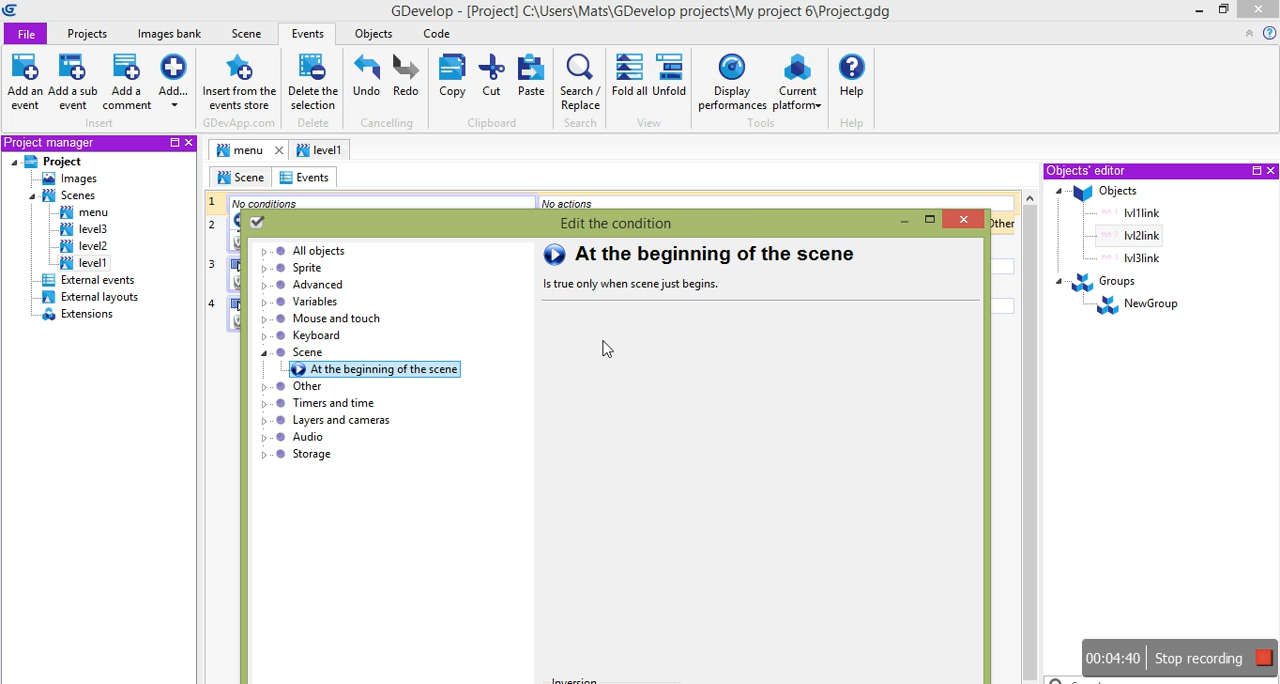 GDevelop - [Project] C:\Users\Mats\GDevelop projects\My project 6\Project.gdg
File Projects Images bank Scene Events Objects Code
Add an event
Add a sub event
Add a comment
Add...
Insert from the events store
Delete the selection
Undo
Redo
Copy
Cut
Paste
Search / Replace
Fold all
Unfold
Display performances
Current platform
Help
Insert GDevApp.com Delete Cancelling Clipboard Search View Tools Help
Project manager
Project
Images
Scenes
menu
level3
level2
level1
External events
External layouts
Extensions
menu level1
Scene Events
1 No conditions No actions
2 Other
3
4
Edit the condition
All objects
Sprite
Advanced
Variables
Mouse and touch
Keyboard
Scene
At the beginning of the scene
Other
Timers and time
Layers and cameras
Audio
Storage
At the beginning of the scene
Is true only when scene just begins.
Inversion
Objects' editor
Objects
lvl1link
lvl2link
lvl3link
Groups
NewGroup
00:04:40 Stop recording